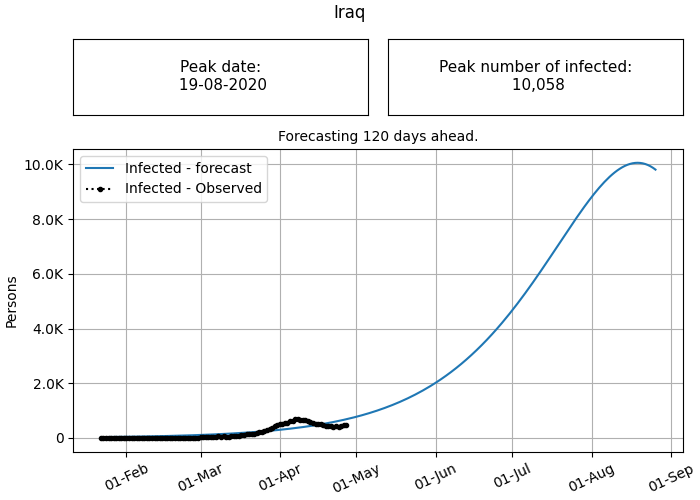 Iraq
Peak date:
19-08-2020
Peak number of infected:
10,058
Forecasting 120 days ahead.
Infected - forecast
Infected - Observed
Persons
10.0K
8.0K
6.0K
4.0K
2.0K
0
01-Feb
01-Mar
01-Apr
01-May
01-Jun
01-Jul
01-Aug
01-Sep